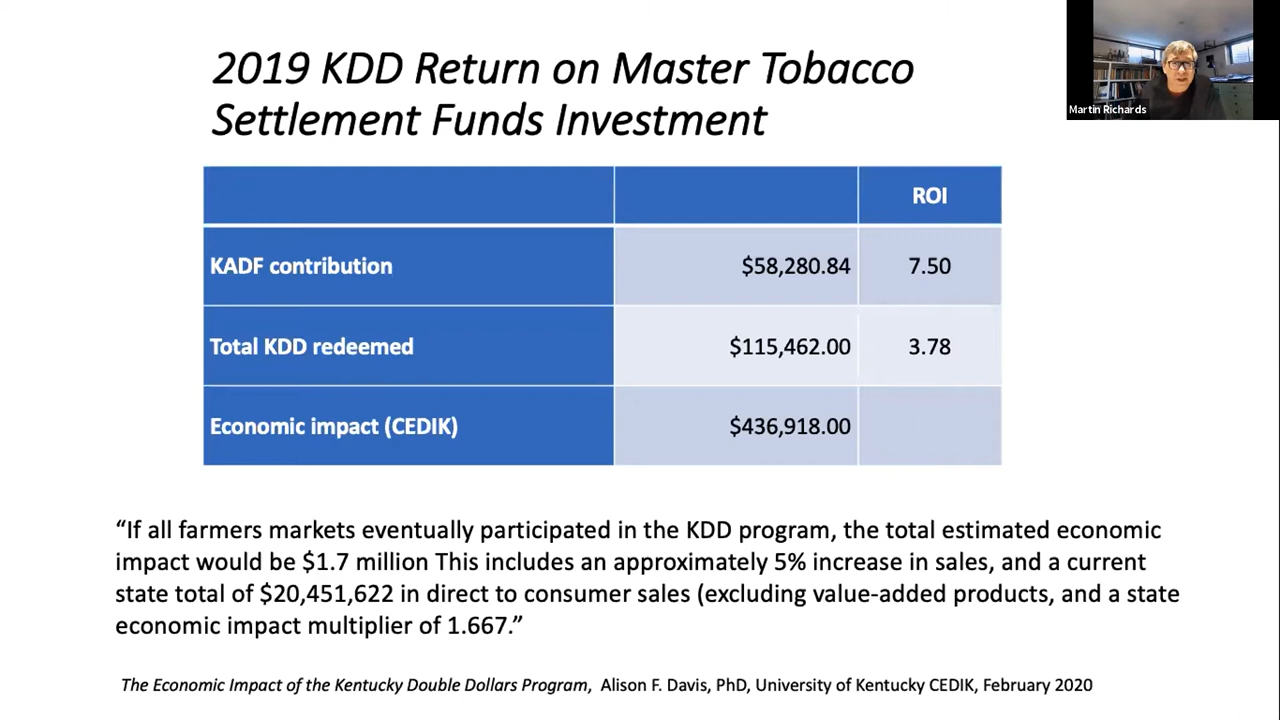 2019 KDD Return on Master Tobacco
Settlement Funds Investment
Martin Richards
ROI
KADF contribution $58,280.84 7.50
Total KDD redeemed $115,462.00 3.78
Economic impact (CEDIK) $436,918.00
“If all farmers markets eventually participated in the KDD program, the total estimated economic
impact would be $1.7 million This includes an approximately 5% increase in sales, and a current
state total of $20,451,622 in direct to consumer sales (excluding value-added products, and a state
economic impact multiplier of 1.667.”
The Economic Impact of the Kentucky Double Dollars Program, Alison F. Davis, PhD, University of Kentucky CEDIK, February 2020